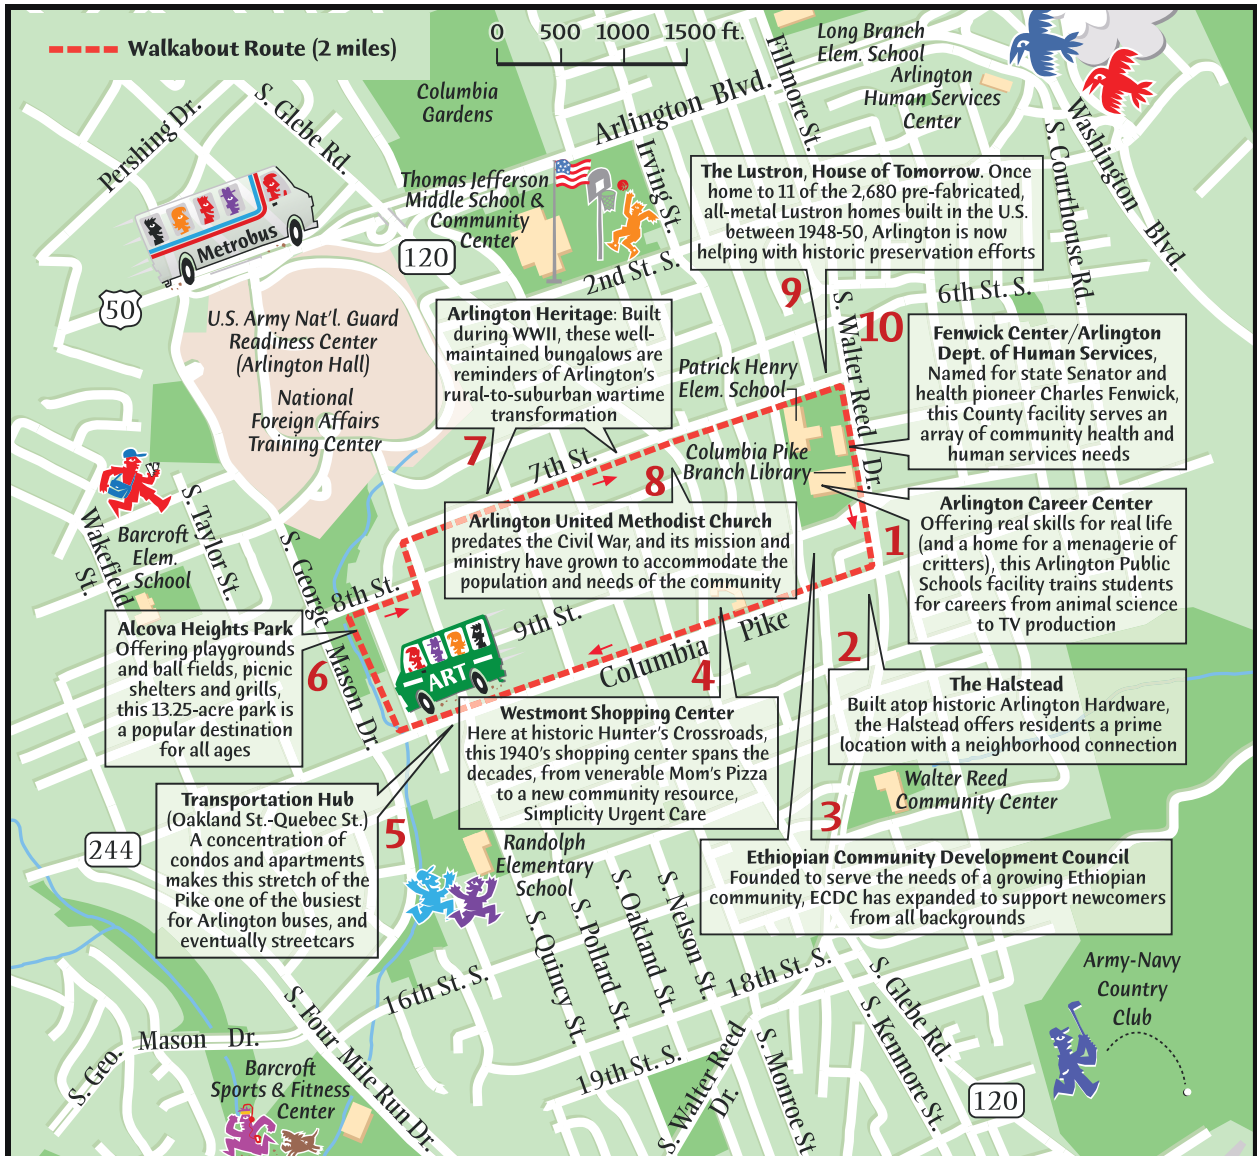 Walkabout Route (2 miles)
0 500 1000 1500 ft.
Long Branch
Elem. School
Arlington
Human Services
Center
Columbia
Gardens
Arlington Blvd.
Fillmore St.
Pershing Dr.
S. Glebe Rd.
Irving St.
S. Courthouse Rd.
Washington Blvd.
Metrobus
Thomas Jefferson
Middle School &
Community
Center
120
50
2nd St. S.
6th St. S.
The Lustron, House of Tomorrow. Once
home to 11 of the 2,680 pre-fabricated,
all-metal Lustron homes built in the U.S.
between 1948-50, Arlington is now
helping with historic preservation efforts
9
S. Walter Reed Dr.
10
Fenwick Center/Arlington
Dept. of Human Services,
Named for state Senator and
health pioneer Charles Fenwick,
this County facility serves an
array of community health and
human services needs
U.S. Army Nat'l. Guard
Readiness Center
(Arlington Hall)
National
Foreign Affairs
Training Center
Arlington Heritage: Built
during WWII, these well-
maintained bungalows are
reminders of Arlington's
rural-to-suburban wartime
transformation
7
Patrick Henry
Elem. School
Columbia Pike
Branch Library
7th St.
8
Arlington United Methodist Church
predates the Civil War, and its mission and
ministry have grown to accommodate the
population and needs of the community
1
Arlington Career Center
Offering real skills for real life
(and a home for a menagerie of
critters), this Arlington Public
Schools facility trains students
for careers from animal science
to TV production
Wakefield St.
Barcroft
Elem.
School
S. Taylor St.
S. George Mason Dr.
8th St.
9th St.
ART
Columbia Pike
Alcova Heights Park
Offering playgrounds
and ball fields, picnic
shelters and grills,
this 13.25-acre park is
a popular destination
for all ages
6
4
Westmont Shopping Center
Here at historic Hunter's Crossroads,
this 1940's shopping center spans the
decades, from venerable Mom's Pizza
to a new community resource,
Simplicity Urgent Care
2
The Halstead
Built atop historic Arlington Hardware,
the Halstead offers residents a prime
location with a neighborhood connection
Transportation Hub
(Oakland St.-Quebec St.)
A concentration of
condos and apartments
makes this stretch of the
Pike one of the busiest
for Arlington buses, and
eventually streetcars
5
244
Walter Reed
Community Center
3
Ethiopian Community Development Council
Founded to serve the needs of a growing Ethiopian
community, ECDC has expanded to support newcomers
from all backgrounds
Randolph
Elementary
School
S. Quincy St.
S. Pollard St.
S. Oakland St.
S. Nelson St.
16th St. S.
18th St. S.
19th St. S.
S. Glebe Rd.
S. Kenmore St.
S. Walter Reed Dr.
S. Monroe St
Army-Navy
Country
Club
120
S. Geo. Mason Dr.
S. Four Mile Run Dr.
Barcroft
Sports & Fitness
Center